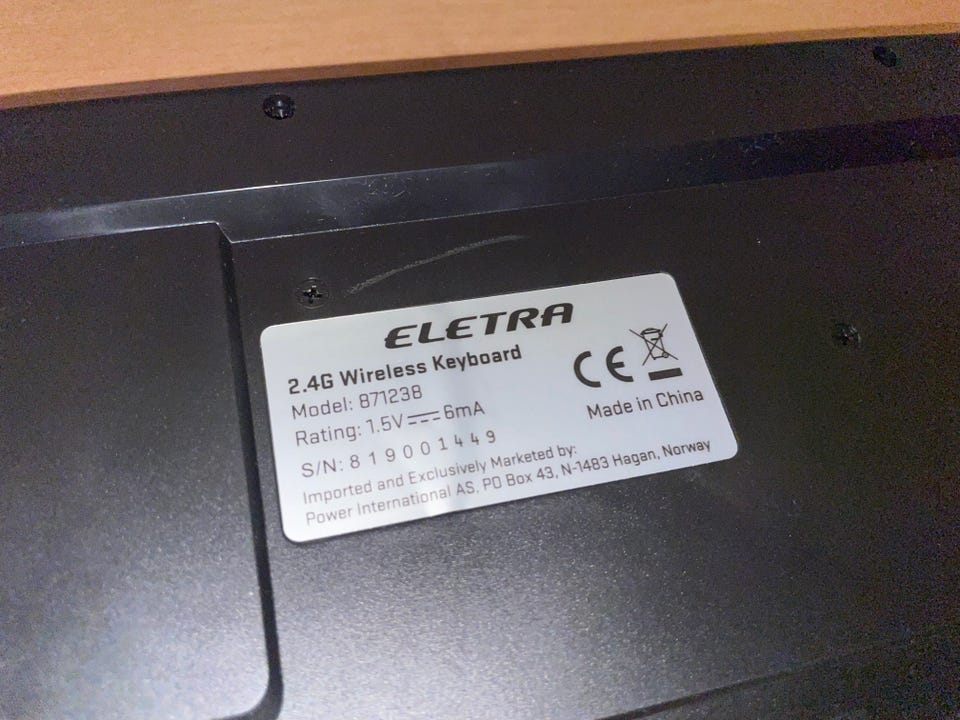 ELETRA
2.4G Wireless Keyboard
Model: 871238
Rating: 1.5V ⎓ 6mA
S/N: 819001449
CE
Made in China
Imported and Exclusively Marketed by:
Power International AS, PO Box 43, N-1483 Hagan, Norway